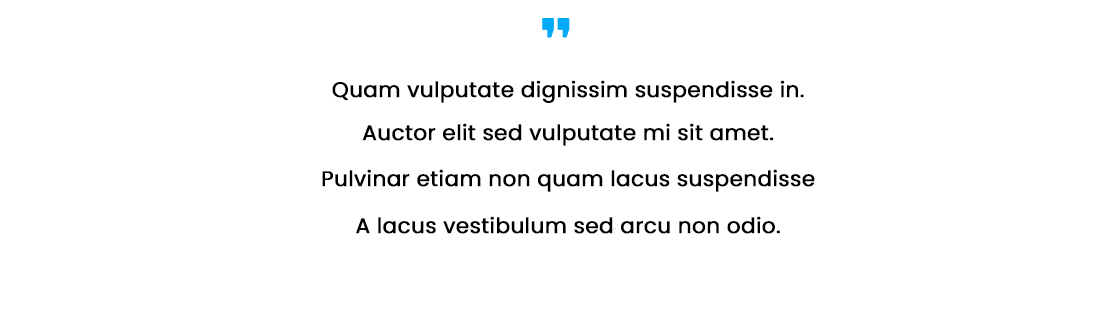 ❞
Quam vulputate dignissim suspendisse in.
Auctor elit sed vulputate mi sit amet.
Pulvinar etiam non quam lacus suspendisse
A lacus vestibulum sed arcu non odio.